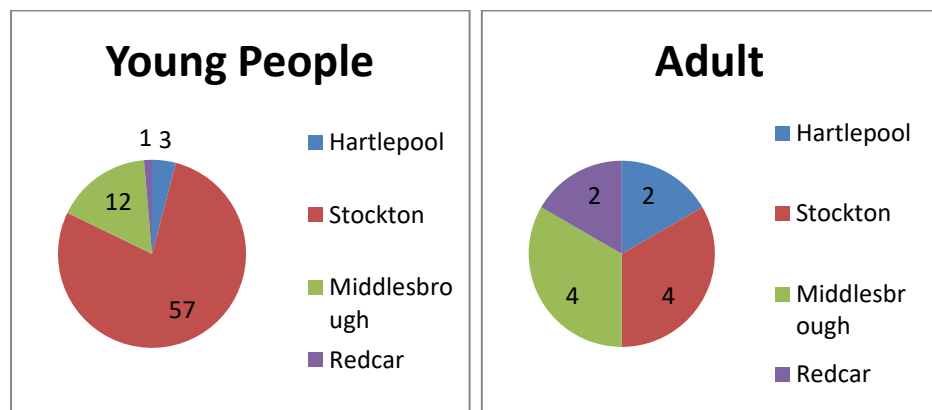 Young People
1 3
12
57
Hartlepool
Stockton
Middlesbro
ugh
Redcar
Adult
2 2
4 4
Hartlepool
Stockton
Middlesbr
ough
Redcar